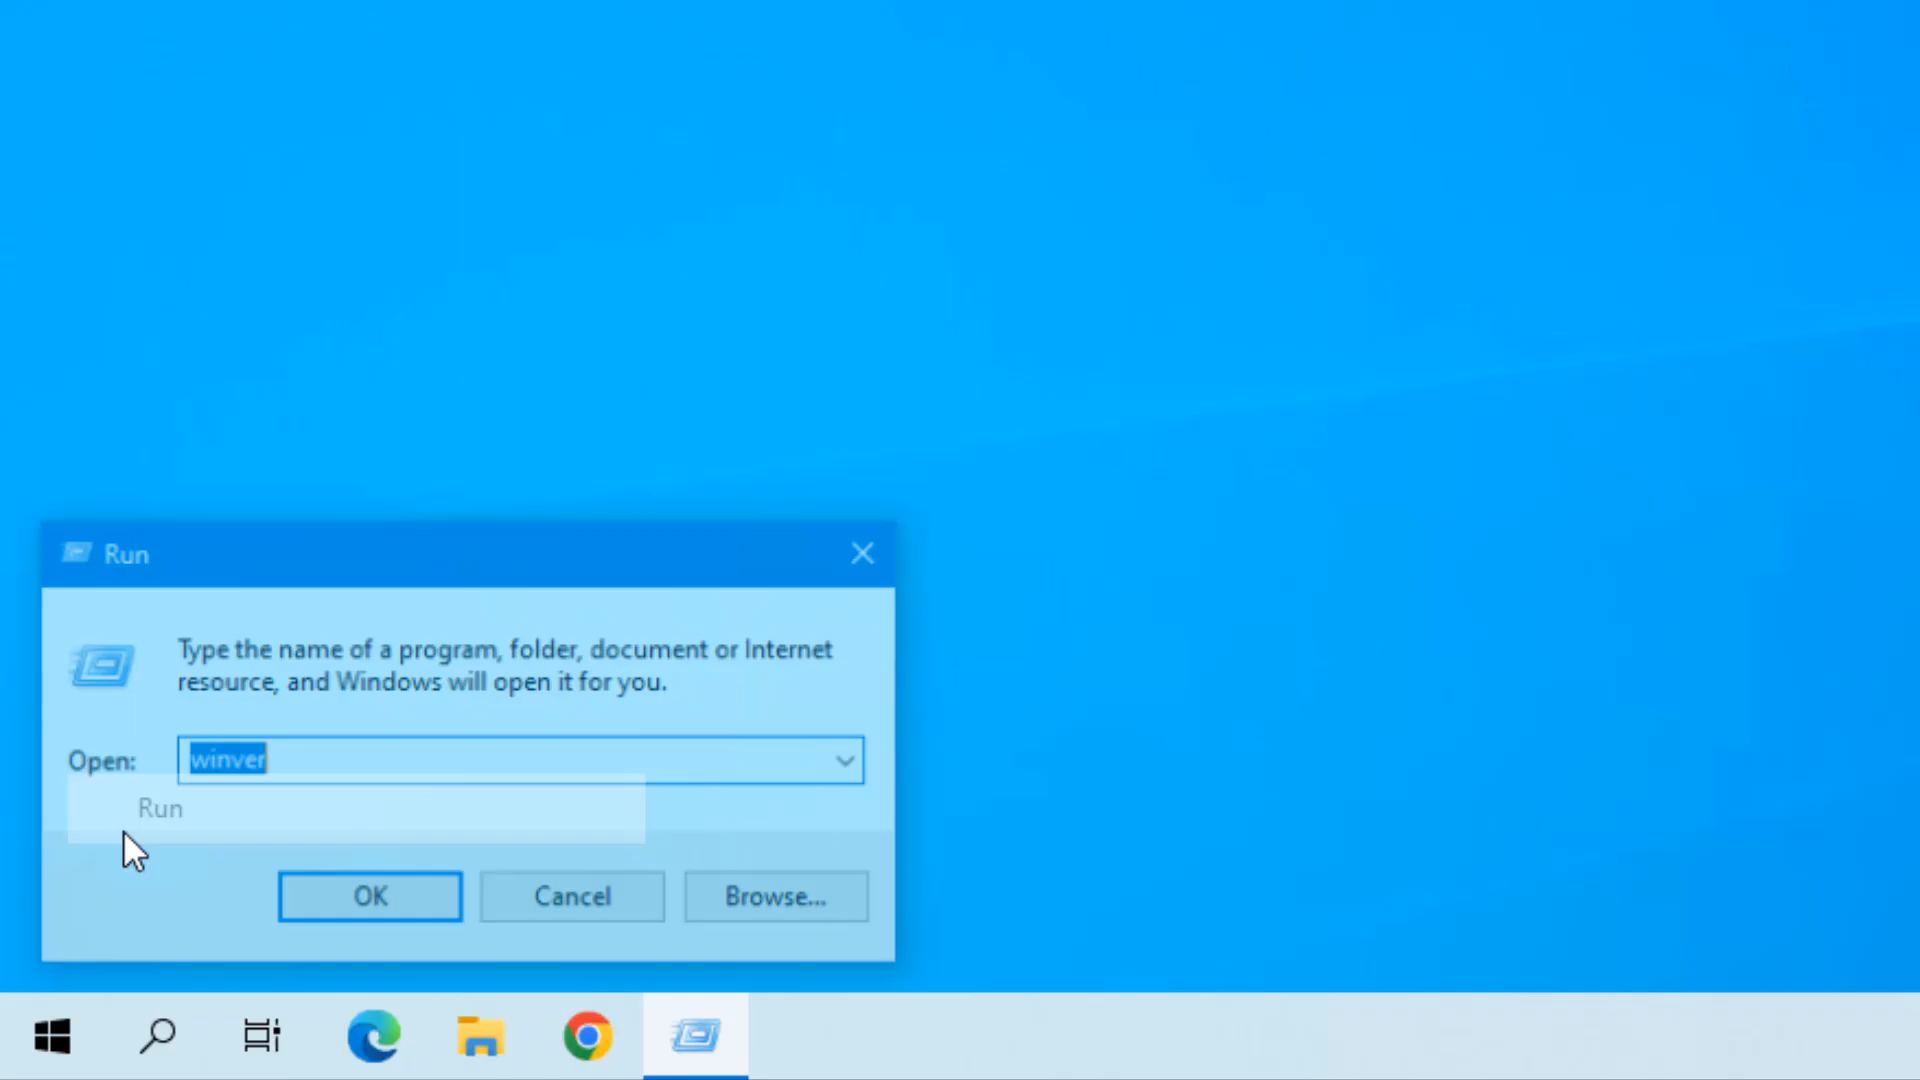 Run
Type the name of a program, folder, document or Internet
resource, and Windows will open it for you.
Open: winver
Run
OK Cancel Browse...